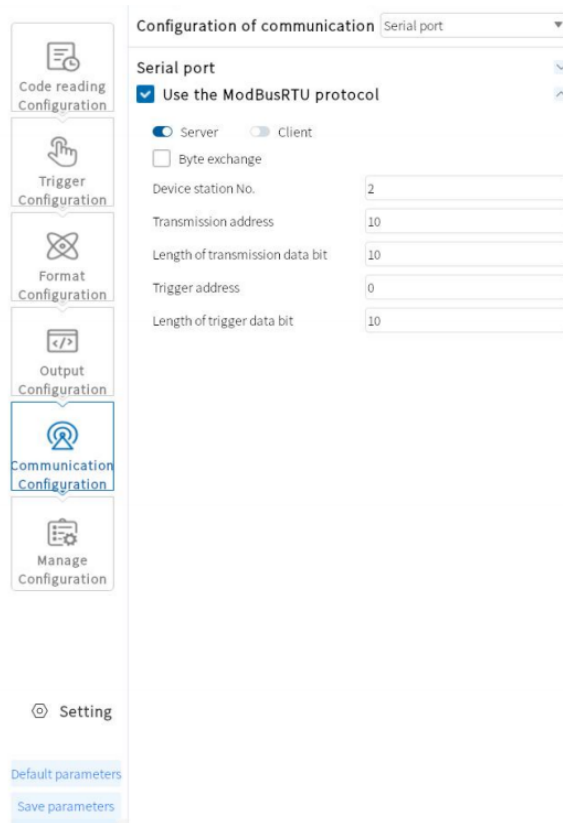 Configuration of communication Serial port
Code reading
Configuration
Trigger
Configuration
Format
Configuration
Output
Configuration
Communication
Configuration
Manage
Configuration
Setting
Default parameters
Save parameters
Serial port
Use the ModBusRTU protocol
Server Client
Byte exchange
Device station No. 2
Transmission address 10
Length of transmission data bit 10
Trigger address 0
Length of trigger data bit 10